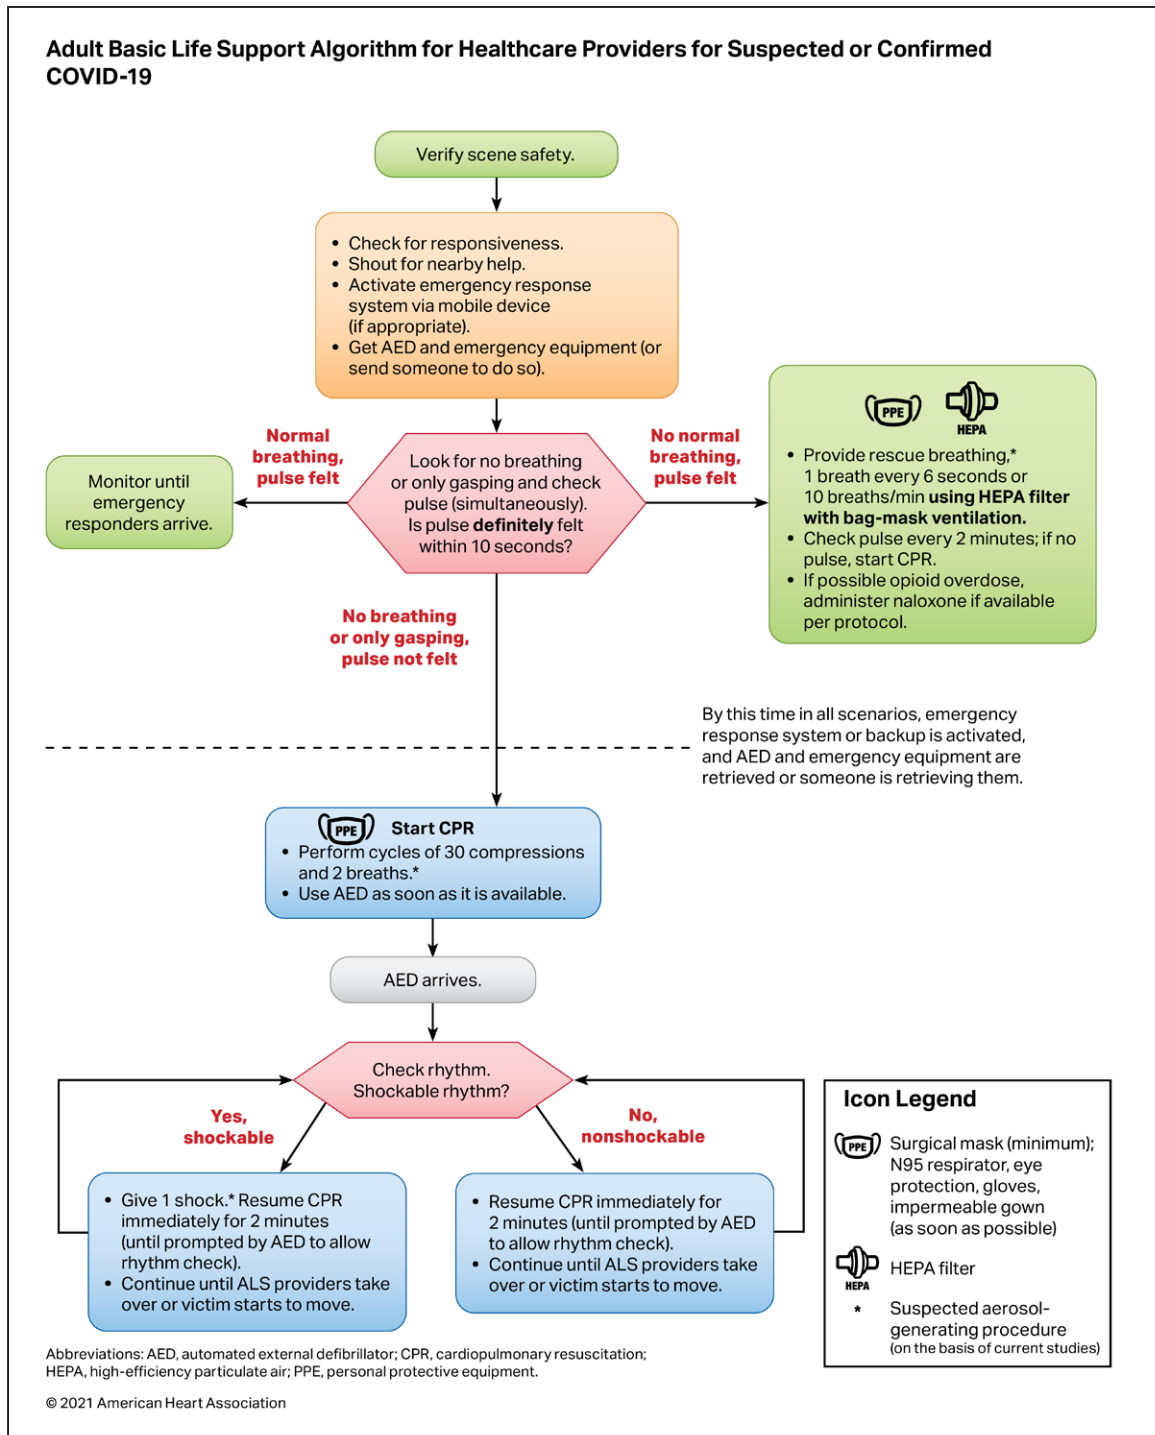 Adult Basic Life Support Algorithm for Healthcare Providers for Suspected or Confirmed
COVID-19
Verify scene safety.
• Check for responsiveness.
• Shout for nearby help.
• Activate emergency response
system via mobile device
(if appropriate).
• Get AED and emergency equipment (or
send someone to do so).
Normal
breathing,
pulse felt
Monitor until
emergency
responders arrive.
Look for no breathing
or only gasping and check
pulse (simultaneously).
Is pulse definitely felt
within 10 seconds?
No normal
breathing,
pulse felt
PPE
HEPA
• Provide rescue breathing,*
1 breath every 6 seconds or
10 breaths/min using HEPA filter
with bag-mask ventilation.
• Check pulse every 2 minutes; if no
pulse, start CPR.
• If possible opioid overdose,
administer naloxone if available
per protocol.
No breathing
or only gasping,
pulse not felt
By this time in all scenarios, emergency
response system or backup is activated,
and AED and emergency equipment are
retrieved or someone is retrieving them.
PPE Start CPR
• Perform cycles of 30 compressions
and 2 breaths.*
• Use AED as soon as it is available.
AED arrives.
Check rhythm.
Shockable rhythm?
Yes,
shockable
No,
nonshockable
• Give 1 shock.* Resume CPR
immediately for 2 minutes
(until prompted by AED to allow
rhythm check).
• Continue until ALS providers take
over or victim starts to move.
• Resume CPR immediately for
2 minutes (until prompted by AED
to allow rhythm check).
• Continue until ALS providers take
over or victim starts to move.
Icon Legend
PPE Surgical mask (minimum);
N95 respirator, eye
protection, gloves,
impermeable gown
(as soon as possible)
HEPA HEPA filter
* Suspected aerosol-
generating procedure
(on the basis of current studies)
Abbreviations: AED, automated external defibrillator; CPR, cardiopulmonary resuscitation;
HEPA, high-efficiency particulate air; PPE, personal protective equipment.
© 2021 American Heart Association